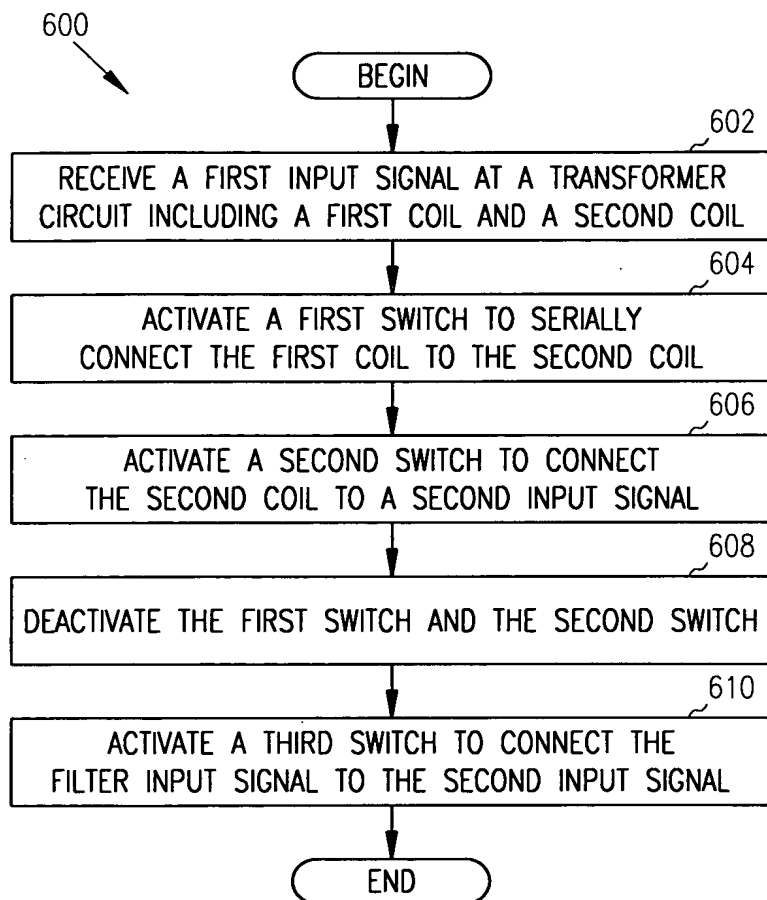 600
BEGIN
602
RECEIVE A FIRST INPUT SIGNAL AT A TRANSFORMER
CIRCUIT INCLUDING A FIRST COIL AND A SECOND COIL
604
ACTIVATE A FIRST SWITCH TO SERIALLY
CONNECT THE FIRST COIL TO THE SECOND COIL
606
ACTIVATE A SECOND SWITCH TO CONNECT
THE SECOND COIL TO A SECOND INPUT SIGNAL
608
DEACTIVATE THE FIRST SWITCH AND THE SECOND SWITCH
610
ACTIVATE A THIRD SWITCH TO CONNECT THE
FILTER INPUT SIGNAL TO THE SECOND INPUT SIGNAL
END